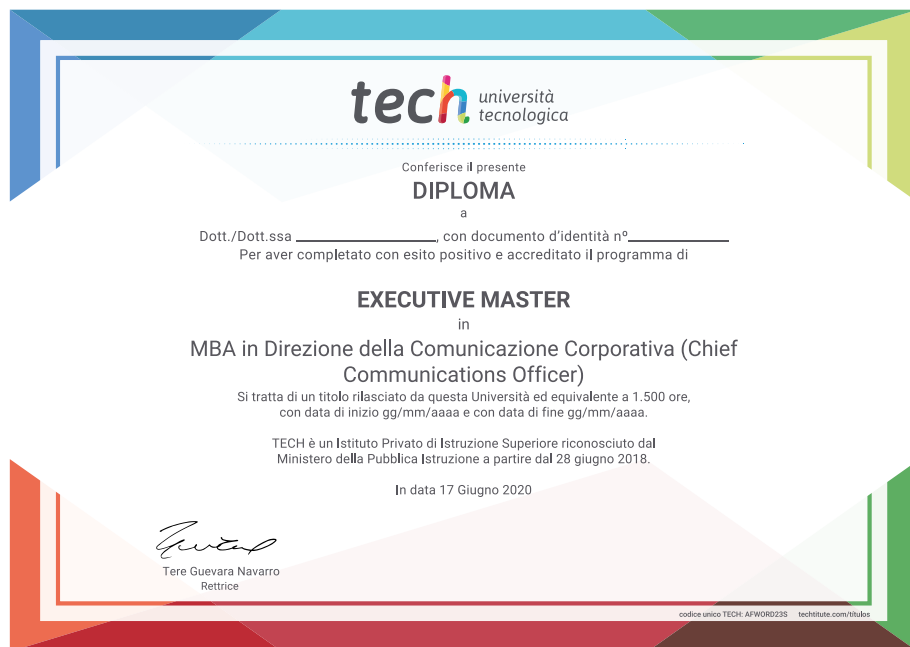 tech università
tecnologica
Conferisce il presente
DIPLOMA
a
Dott./Dott.ssa ____________________, con documento d'identità nº______________
Per aver completato con esito positivo e accreditato il programma di
EXECUTIVE MASTER
in
MBA in Direzione della Comunicazione Corporativa (Chief
Communications Officer)
Si tratta di un titolo rilasciato da questa Università ed equivalente a 1.500 ore,
con data di inizio gg/mm/aaaa e con data di fine gg/mm/aaaa.
TECH è un Istituto Privato di Istruzione Superiore riconosciuto dal
Ministero della Pubblica Istruzione a partire dal 28 giugno 2018.
In data 17 Giugno 2020
Tere Guevara Navarro
Rettrice
codice unico TECH: AFWORD23S techtitute.com/titulos